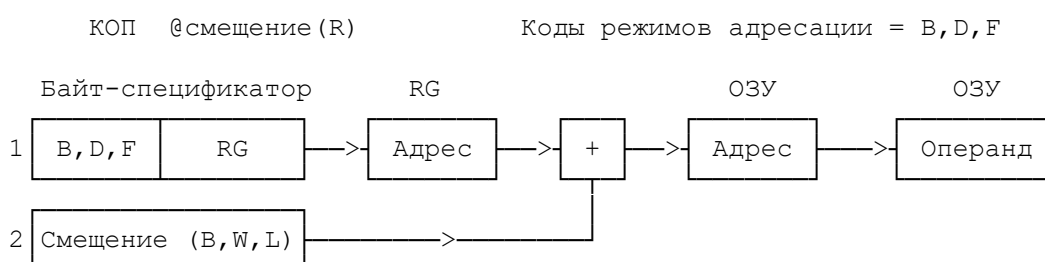 КОП @смещение(R) Коды режимов адресации = B,D,F
Байт-спецификатор RG ОЗУ ОЗУ
1 B,D,F RG Адрес + Адрес Операнд
2 Смещение (B,W,L)